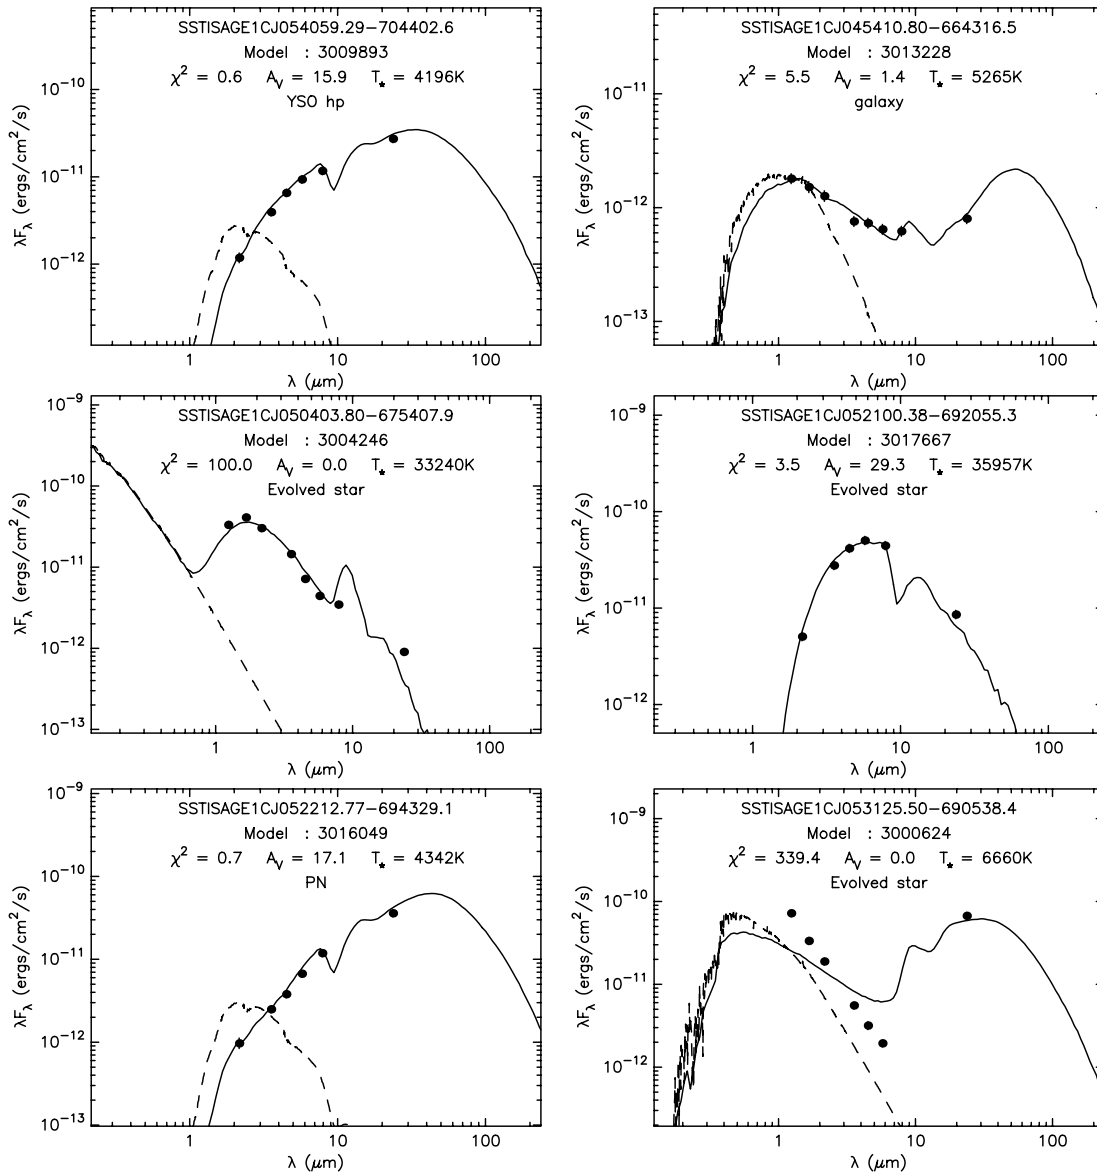 SSTISAGE1CJ054059.29−704402.6
Model : 3009893
χ² = 0.6 A_V = 15.9 T_* = 4196K
YSO hp
10⁻¹⁰
10⁻¹¹
10⁻¹²
λF_λ (ergs/cm²/s)
1 10 100
λ (μm)
SSTISAGE1CJ045410.80−664316.5
Model : 3013228
χ² = 5.5 A_V = 1.4 T_* = 5265K
galaxy
10⁻¹¹
10⁻¹²
10⁻¹³
λF_λ (ergs/cm²/s)
1 10 100
λ (μm)
SSTISAGE1CJ050403.80−675407.9
Model : 3004246
χ² = 100.0 A_V = 0.0 T_* = 33240K
Evolved star
10⁻⁹
10⁻¹⁰
10⁻¹¹
10⁻¹²
10⁻¹³
λF_λ (ergs/cm²/s)
1 10 100
λ (μm)
SSTISAGE1CJ052100.38−692055.3
Model : 3017667
χ² = 3.5 A_V = 29.3 T_* = 35957K
Evolved star
10⁻⁹
10⁻¹⁰
10⁻¹¹
10⁻¹²
λF_λ (ergs/cm²/s)
1 10 100
λ (μm)
SSTISAGE1CJ052212.77−694329.1
Model : 3016049
χ² = 0.7 A_V = 17.1 T_* = 4342K
PN
10⁻⁹
10⁻¹⁰
10⁻¹¹
10⁻¹²
10⁻¹³
λF_λ (ergs/cm²/s)
1 10 100
λ (μm)
SSTISAGE1CJ053125.50−690538.4
Model : 3000624
χ² = 339.4 A_V = 0.0 T_* = 6660K
Evolved star
10⁻⁹
10⁻¹⁰
10⁻¹¹
10⁻¹²
λF_λ (ergs/cm²/s)
1 10 100
λ (μm)